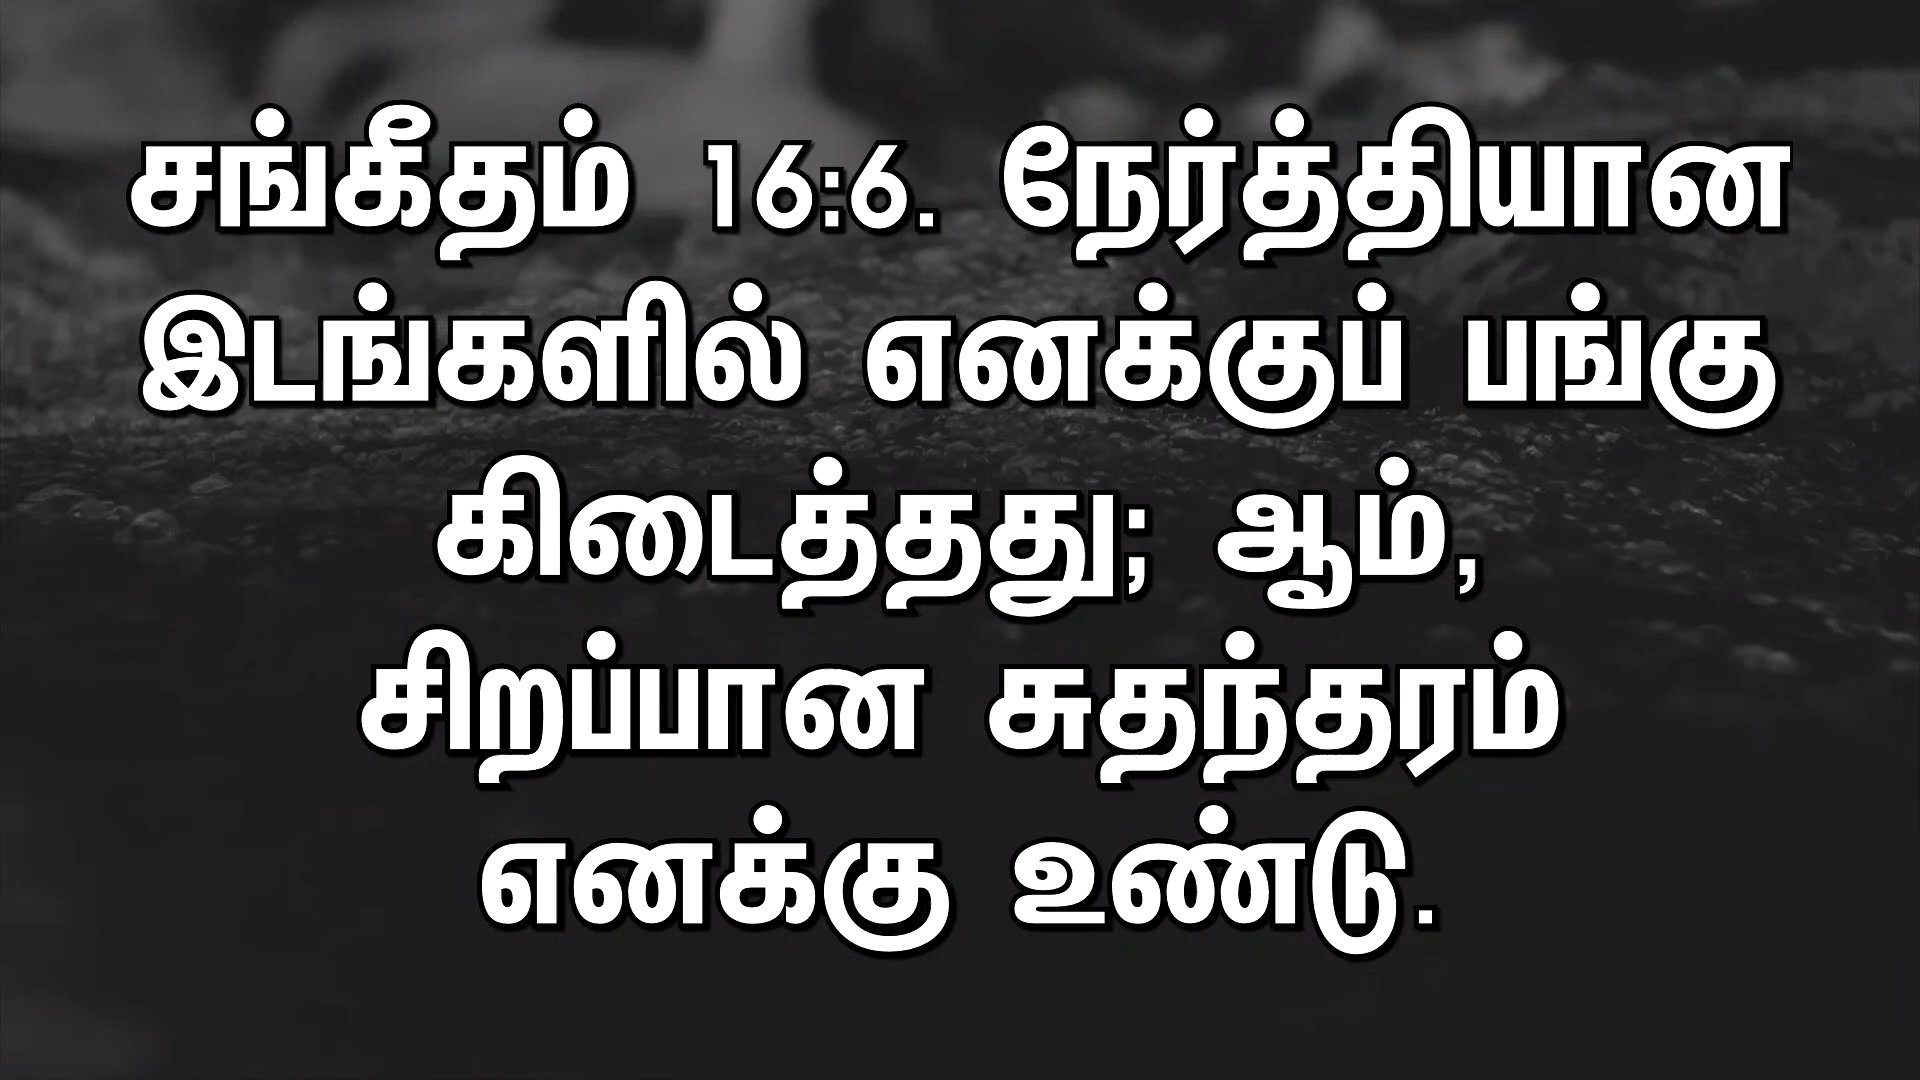 சங்கீதம் 16:6. நேர்த்தியான
இடங்களில் எனக்குப் பங்கு
கிடைத்தது; ஆம்,
சிறப்பான சுதந்தரம்
எனக்கு உண்டு.